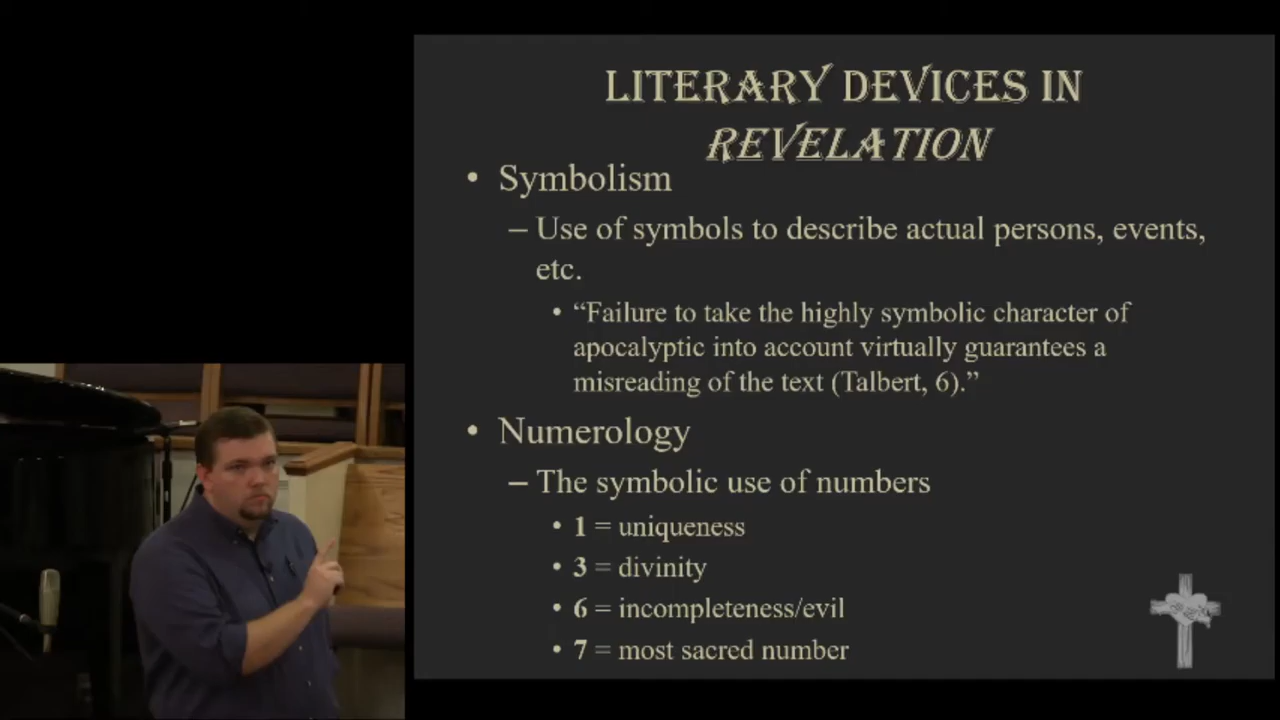 LITERARY DEVICES IN
REVELATION
• Symbolism
– Use of symbols to describe actual persons, events,
etc.
• “Failure to take the highly symbolic character of
apocalyptic into account virtually guarantees a
misreading of the text (Talbert, 6).”
• Numerology
– The symbolic use of numbers
• 1 = uniqueness
• 3 = divinity
• 6 = incompleteness/evil
• 7 = most sacred number